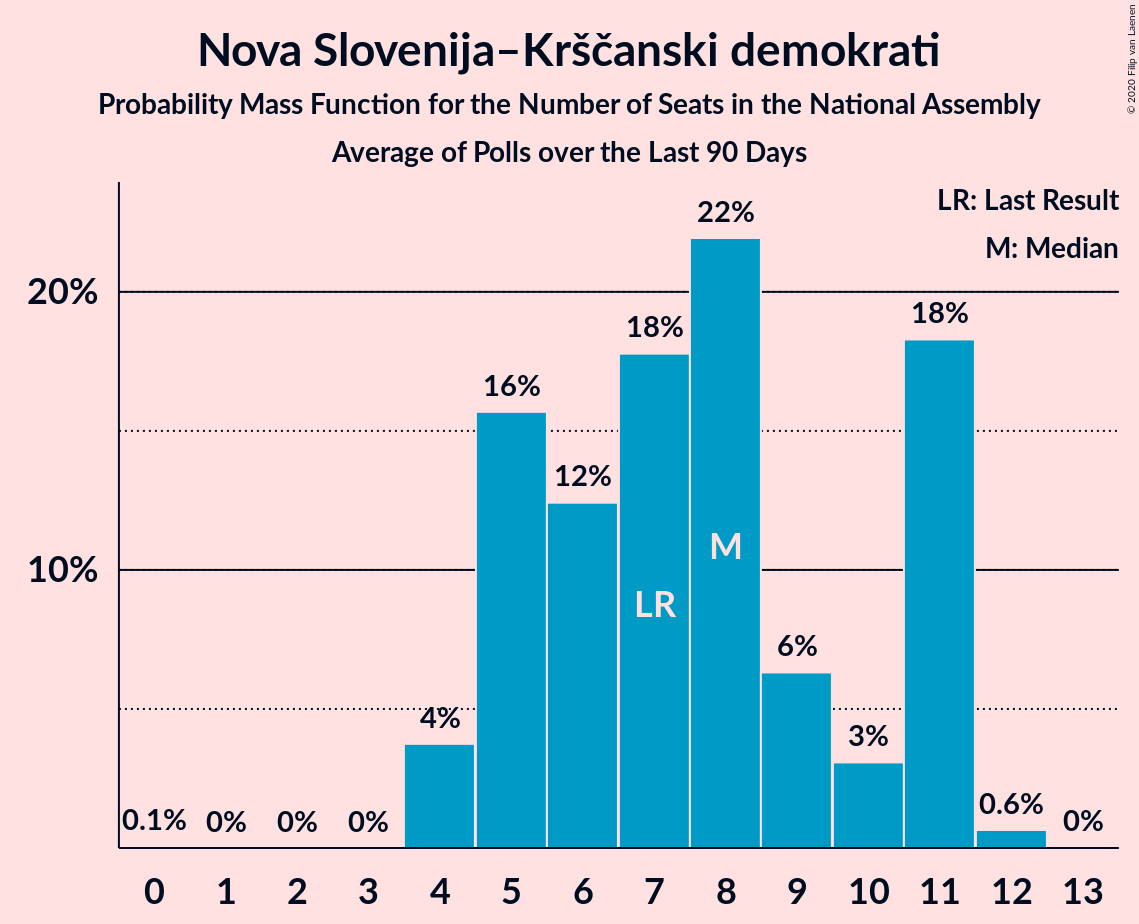 Nova Slovenija–Krščanski demokrati
Probability Mass Function for the Number of Seats in the National Assembly
Average of Polls over the Last 90 Days
© 2020 Filip van Laenen
LR: Last Result
M: Median
20%
10%
0.1%
0%
0%
0%
4%
16%
12%
18%
22%
6%
3%
18%
0.6%
0%
LR
M
0 1 2 3 4 5 6 7 8 9 10 11 12 13